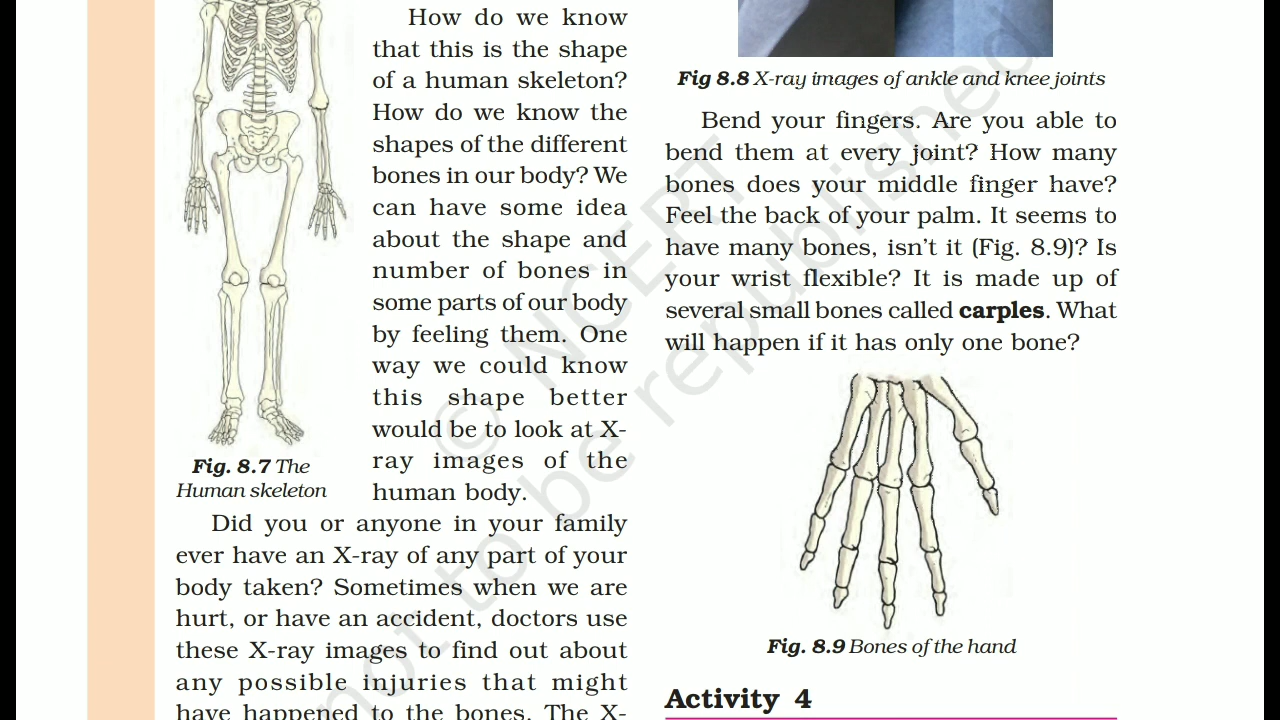 How do we know
that this is the shape
of a human skeleton?
How do we know the
shapes of the different
bones in our body? We
can have some idea
about the shape and
number of bones in
some parts of our body
by feeling them. One
way we could know
this shape better
would be to look at X-
ray images of the
human body.
Fig. 8.7 The
Human skeleton
Did you or anyone in your family
ever have an X-ray of any part of your
body taken? Sometimes when we are
hurt, or have an accident, doctors use
these X-ray images to find out about
any possible injuries that might
have happened to the bones. The X-
Fig 8.8 X-ray images of ankle and knee joints
Bend your fingers. Are you able to
bend them at every joint? How many
bones does your middle finger have?
Feel the back of your palm. It seems to
have many bones, isn't it (Fig. 8.9)? Is
your wrist flexible? It is made up of
several small bones called carples. What
will happen if it has only one bone?
Fig. 8.9 Bones of the hand
Activity 4
© NCERT
not to be republished